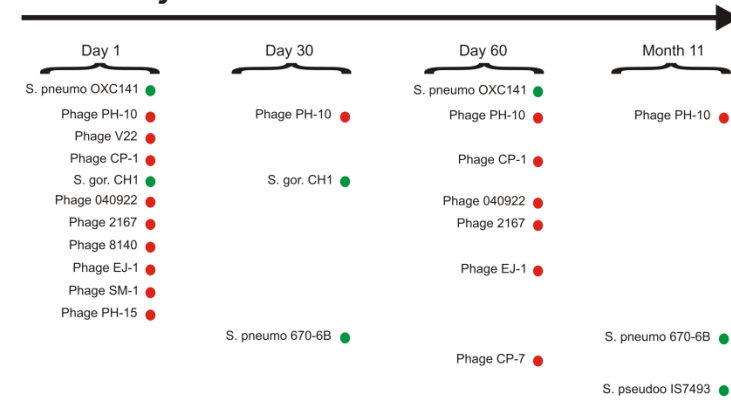 Day 1
Day 30
Day 60
Month 11
S. pneumo OXC141
S. pneumo OXC141
Phage PH-10
Phage PH-10
Phage PH-10
Phage PH-10
Phage V22
Phage CP-1
Phage CP-1
S. gor. CH1
S. gor. CH1
Phage 040922
Phage 040922
Phage 2167
Phage 2167
Phage 8140
Phage EJ-1
Phage EJ-1
Phage SM-1
Phage PH-15
S. pneumo 670-6B
S. pneumo 670-6B
Phage CP-7
S. pseudoo IS7493